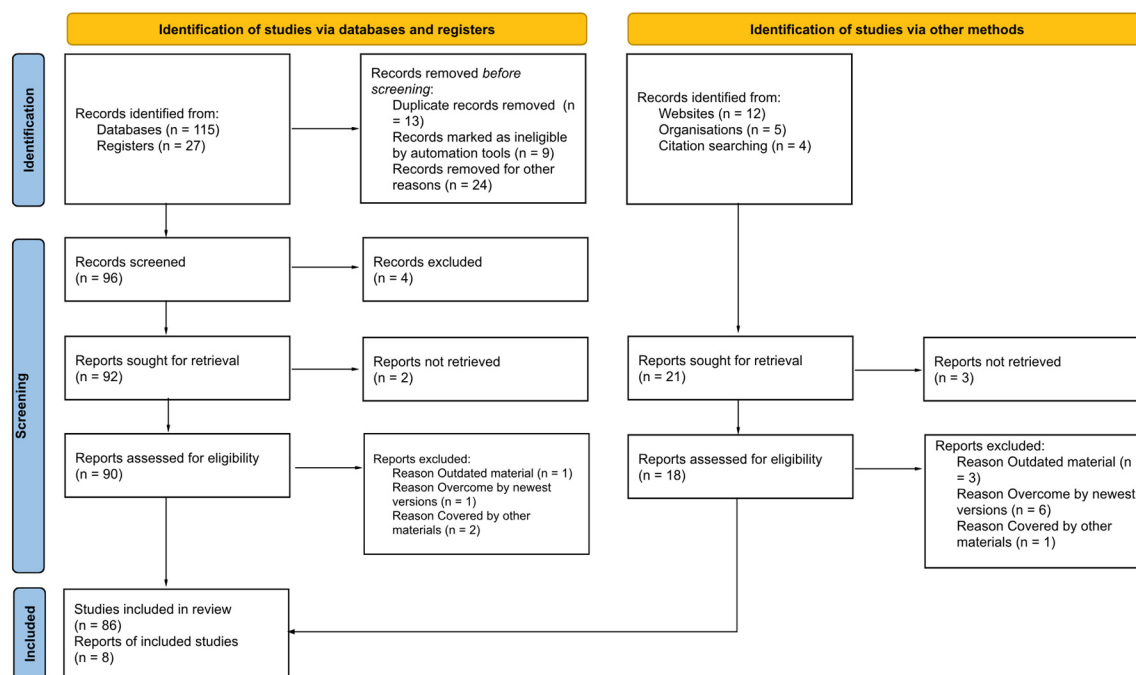 Identification of studies via databases and registers
Identification of studies via other methods
Identification
Records identified from:
Databases (n = 115)
Registers (n = 27)
Records removed before
screening:
Duplicate records removed (n
= 13)
Records marked as ineligible
by automation tools (n = 9)
Records removed for other
reasons (n = 24)
Records identified from:
Websites (n = 12)
Organisations (n = 5)
Citation searching (n = 4)
Screening
Records screened
(n = 96)
Records excluded
(n = 4)
Reports sought for retrieval
(n = 92)
Reports not retrieved
(n = 2)
Reports sought for retrieval
(n = 21)
Reports not retrieved
(n = 3)
Reports assessed for eligibility
(n = 90)
Reports excluded:
Reason Outdated material (n = 1)
Reason Overcome by newest
versions (n = 1)
Reason Covered by other
materials (n = 2)
Reports assessed for eligibility
(n = 18)
Reports excluded:
Reason Outdated material (n
= 3)
Reason Overcome by newest
versions (n = 6)
Reason Covered by other
materials (n = 1)
Included
Studies included in review
(n = 86)
Reports of included studies
(n = 8)